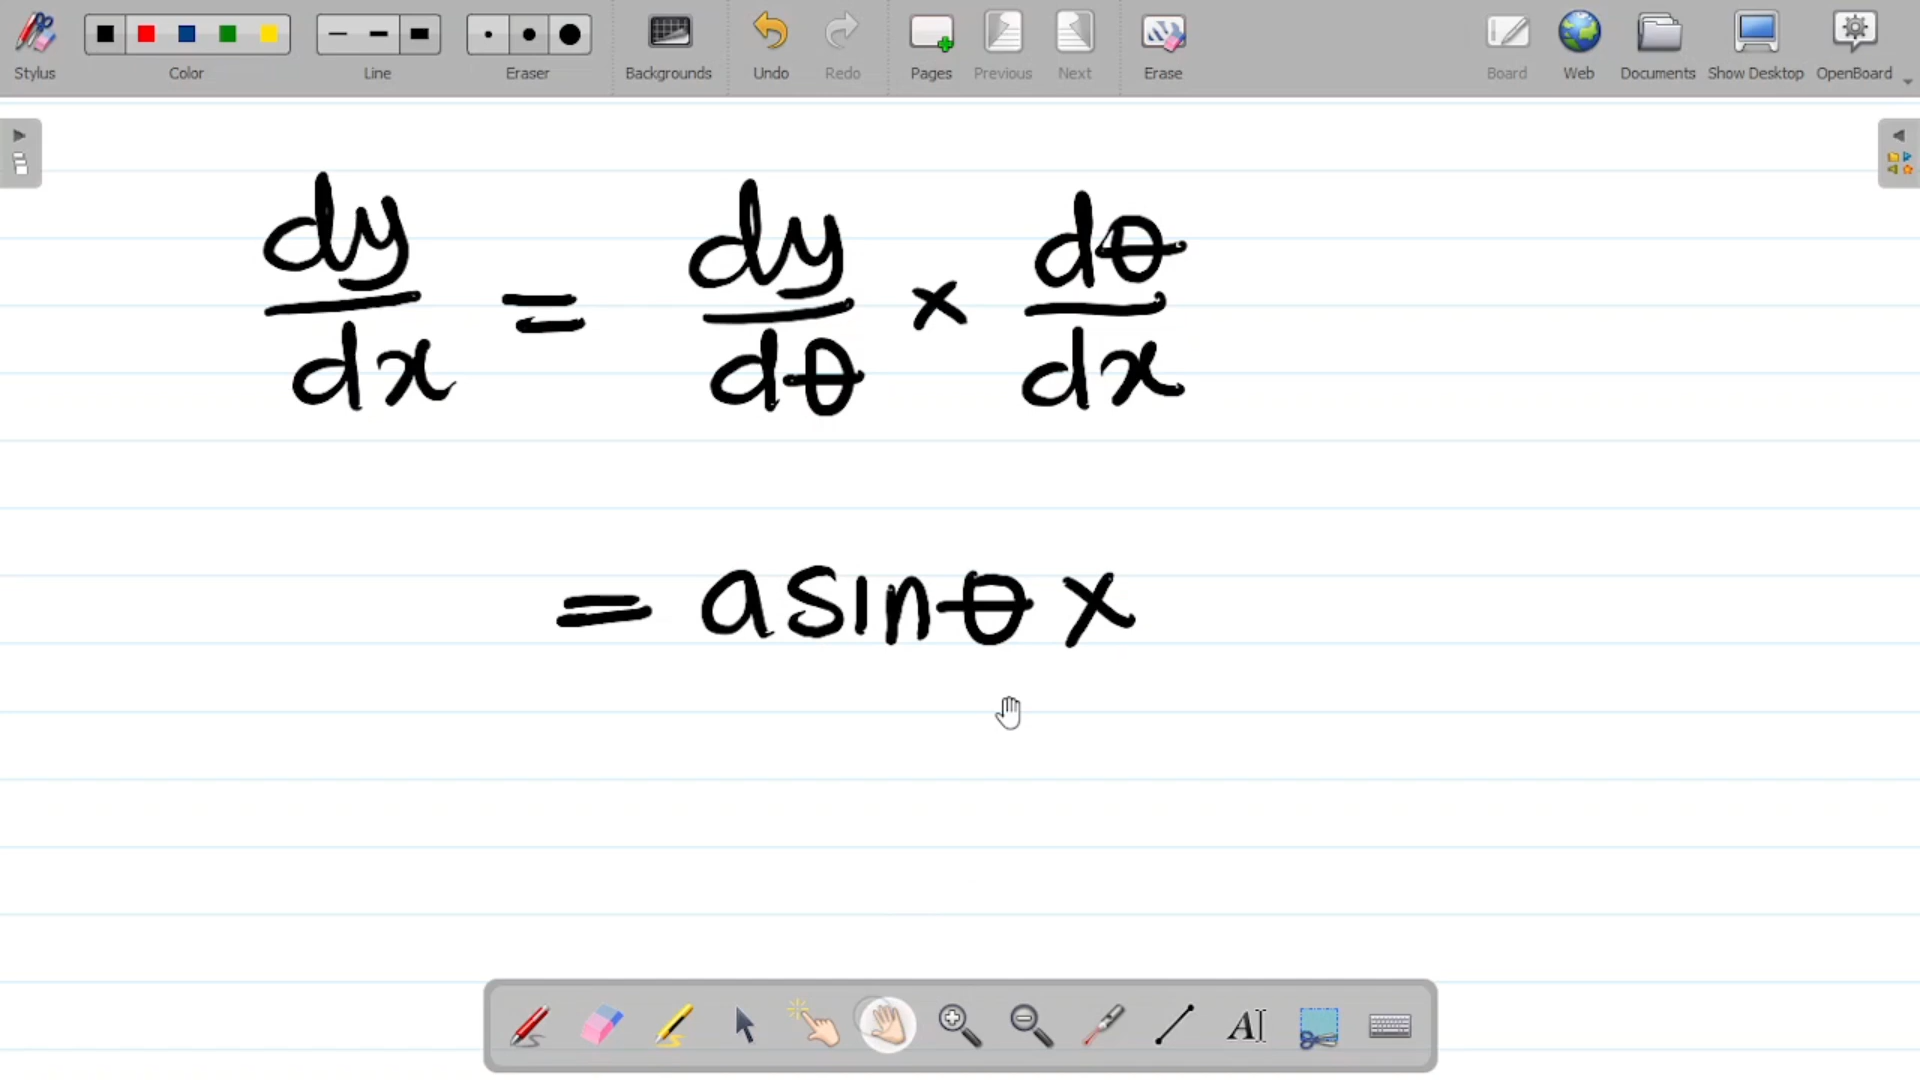 Stylus Color Line Eraser Backgrounds Undo Redo Pages Previous Next Erase Board Web Documents Show Desktop OpenBoard
dy/dx = dy/dθ × dθ/dx
= a sinθ ×